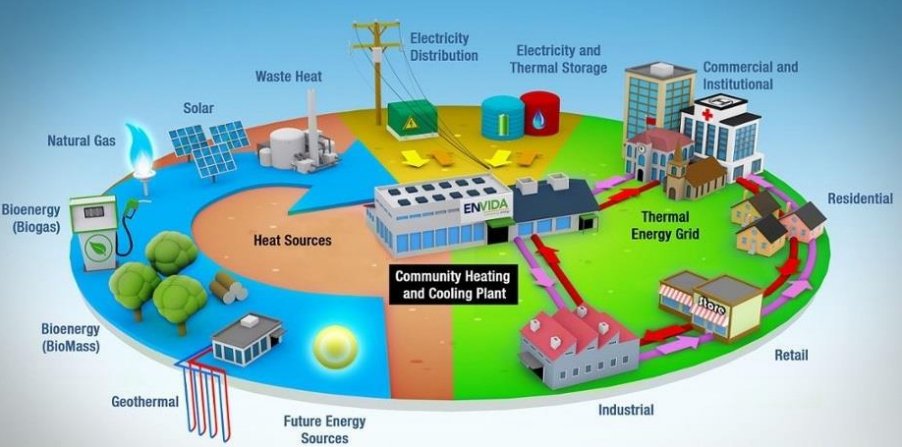 Electricity
Distribution
Electricity and
Thermal Storage
Commercial and
Institutional
Waste Heat
Solar
Natural Gas
Bioenergy
(Biogas)
Residential
ENVIDA
Heat Sources
Thermal
Energy Grid
Community Heating
and Cooling Plant
store
Bioenergy
(BioMass)
Retail
Geothermal
Industrial
Future Energy
Sources
H